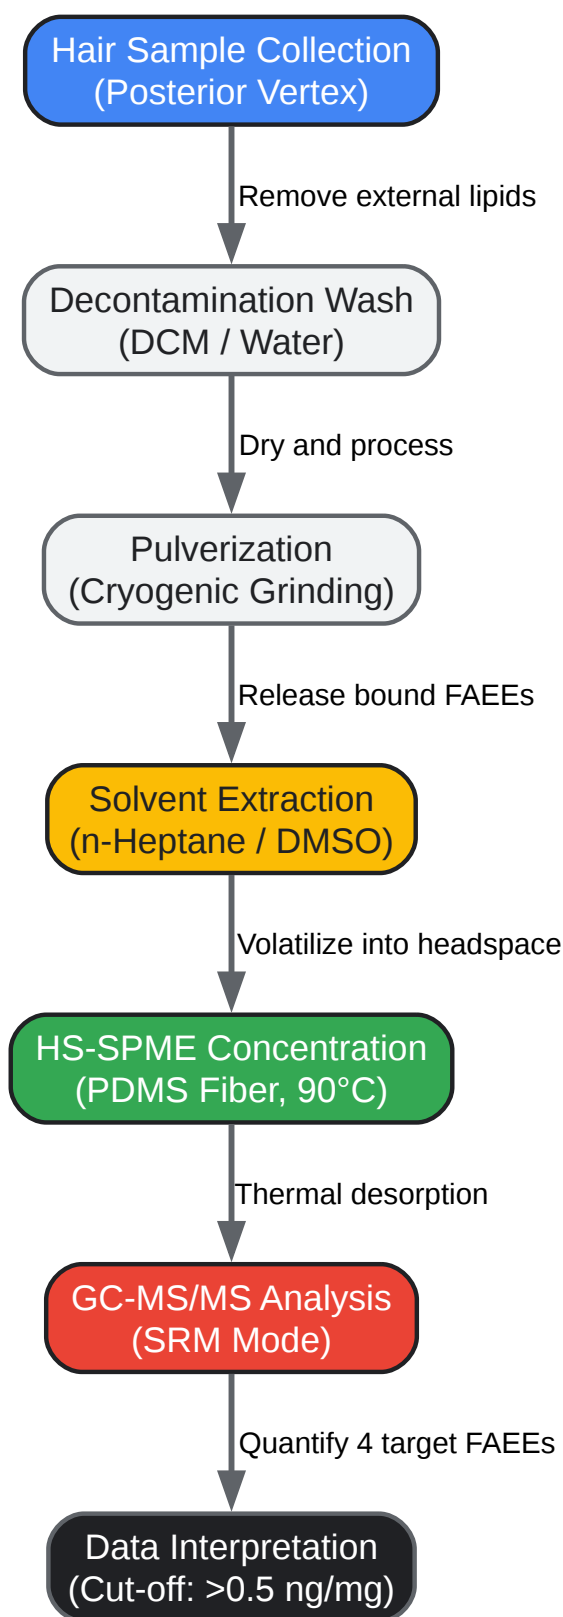 Hair Sample Collection
(Posterior Vertex)
Remove external lipids
Decontamination Wash
(DCM / Water)
Dry and process
Pulverization
(Cryogenic Grinding)
Release bound FAEEs
Solvent Extraction
(n-Heptane / DMSO)
Volatilize into headspace
HS-SPME Concentration
(PDMS Fiber, 90°C)
Thermal desorption
GC-MS/MS Analysis
(SRM Mode)
Quantify 4 target FAEEs
Data Interpretation
(Cut-off: >0.5 ng/mg)